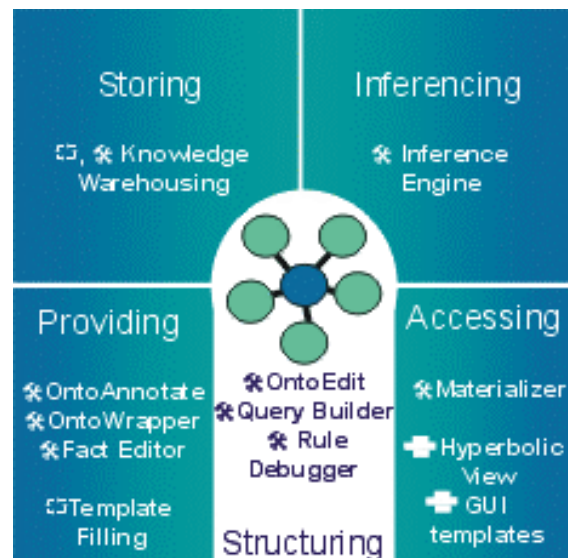 Storing
Knowledge
Warehousing
Inferencing
Inference
Engine
Providing
OntoAnnotate
OntoWrapper
Fact Editor
Template
Filling
OntoEdit
Query Builder
Rule
Debugger
Structuring
Accessing
Materializer
Hyperbolic
View
GUI
templates